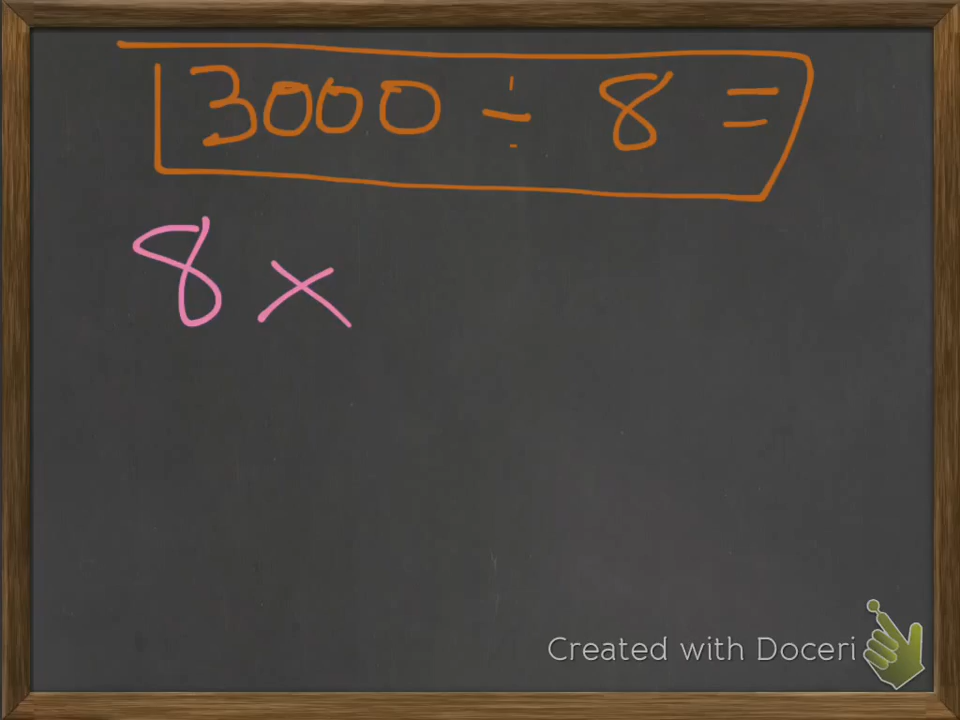 3000 ÷ 8 =
8 ×
Created with Doceri